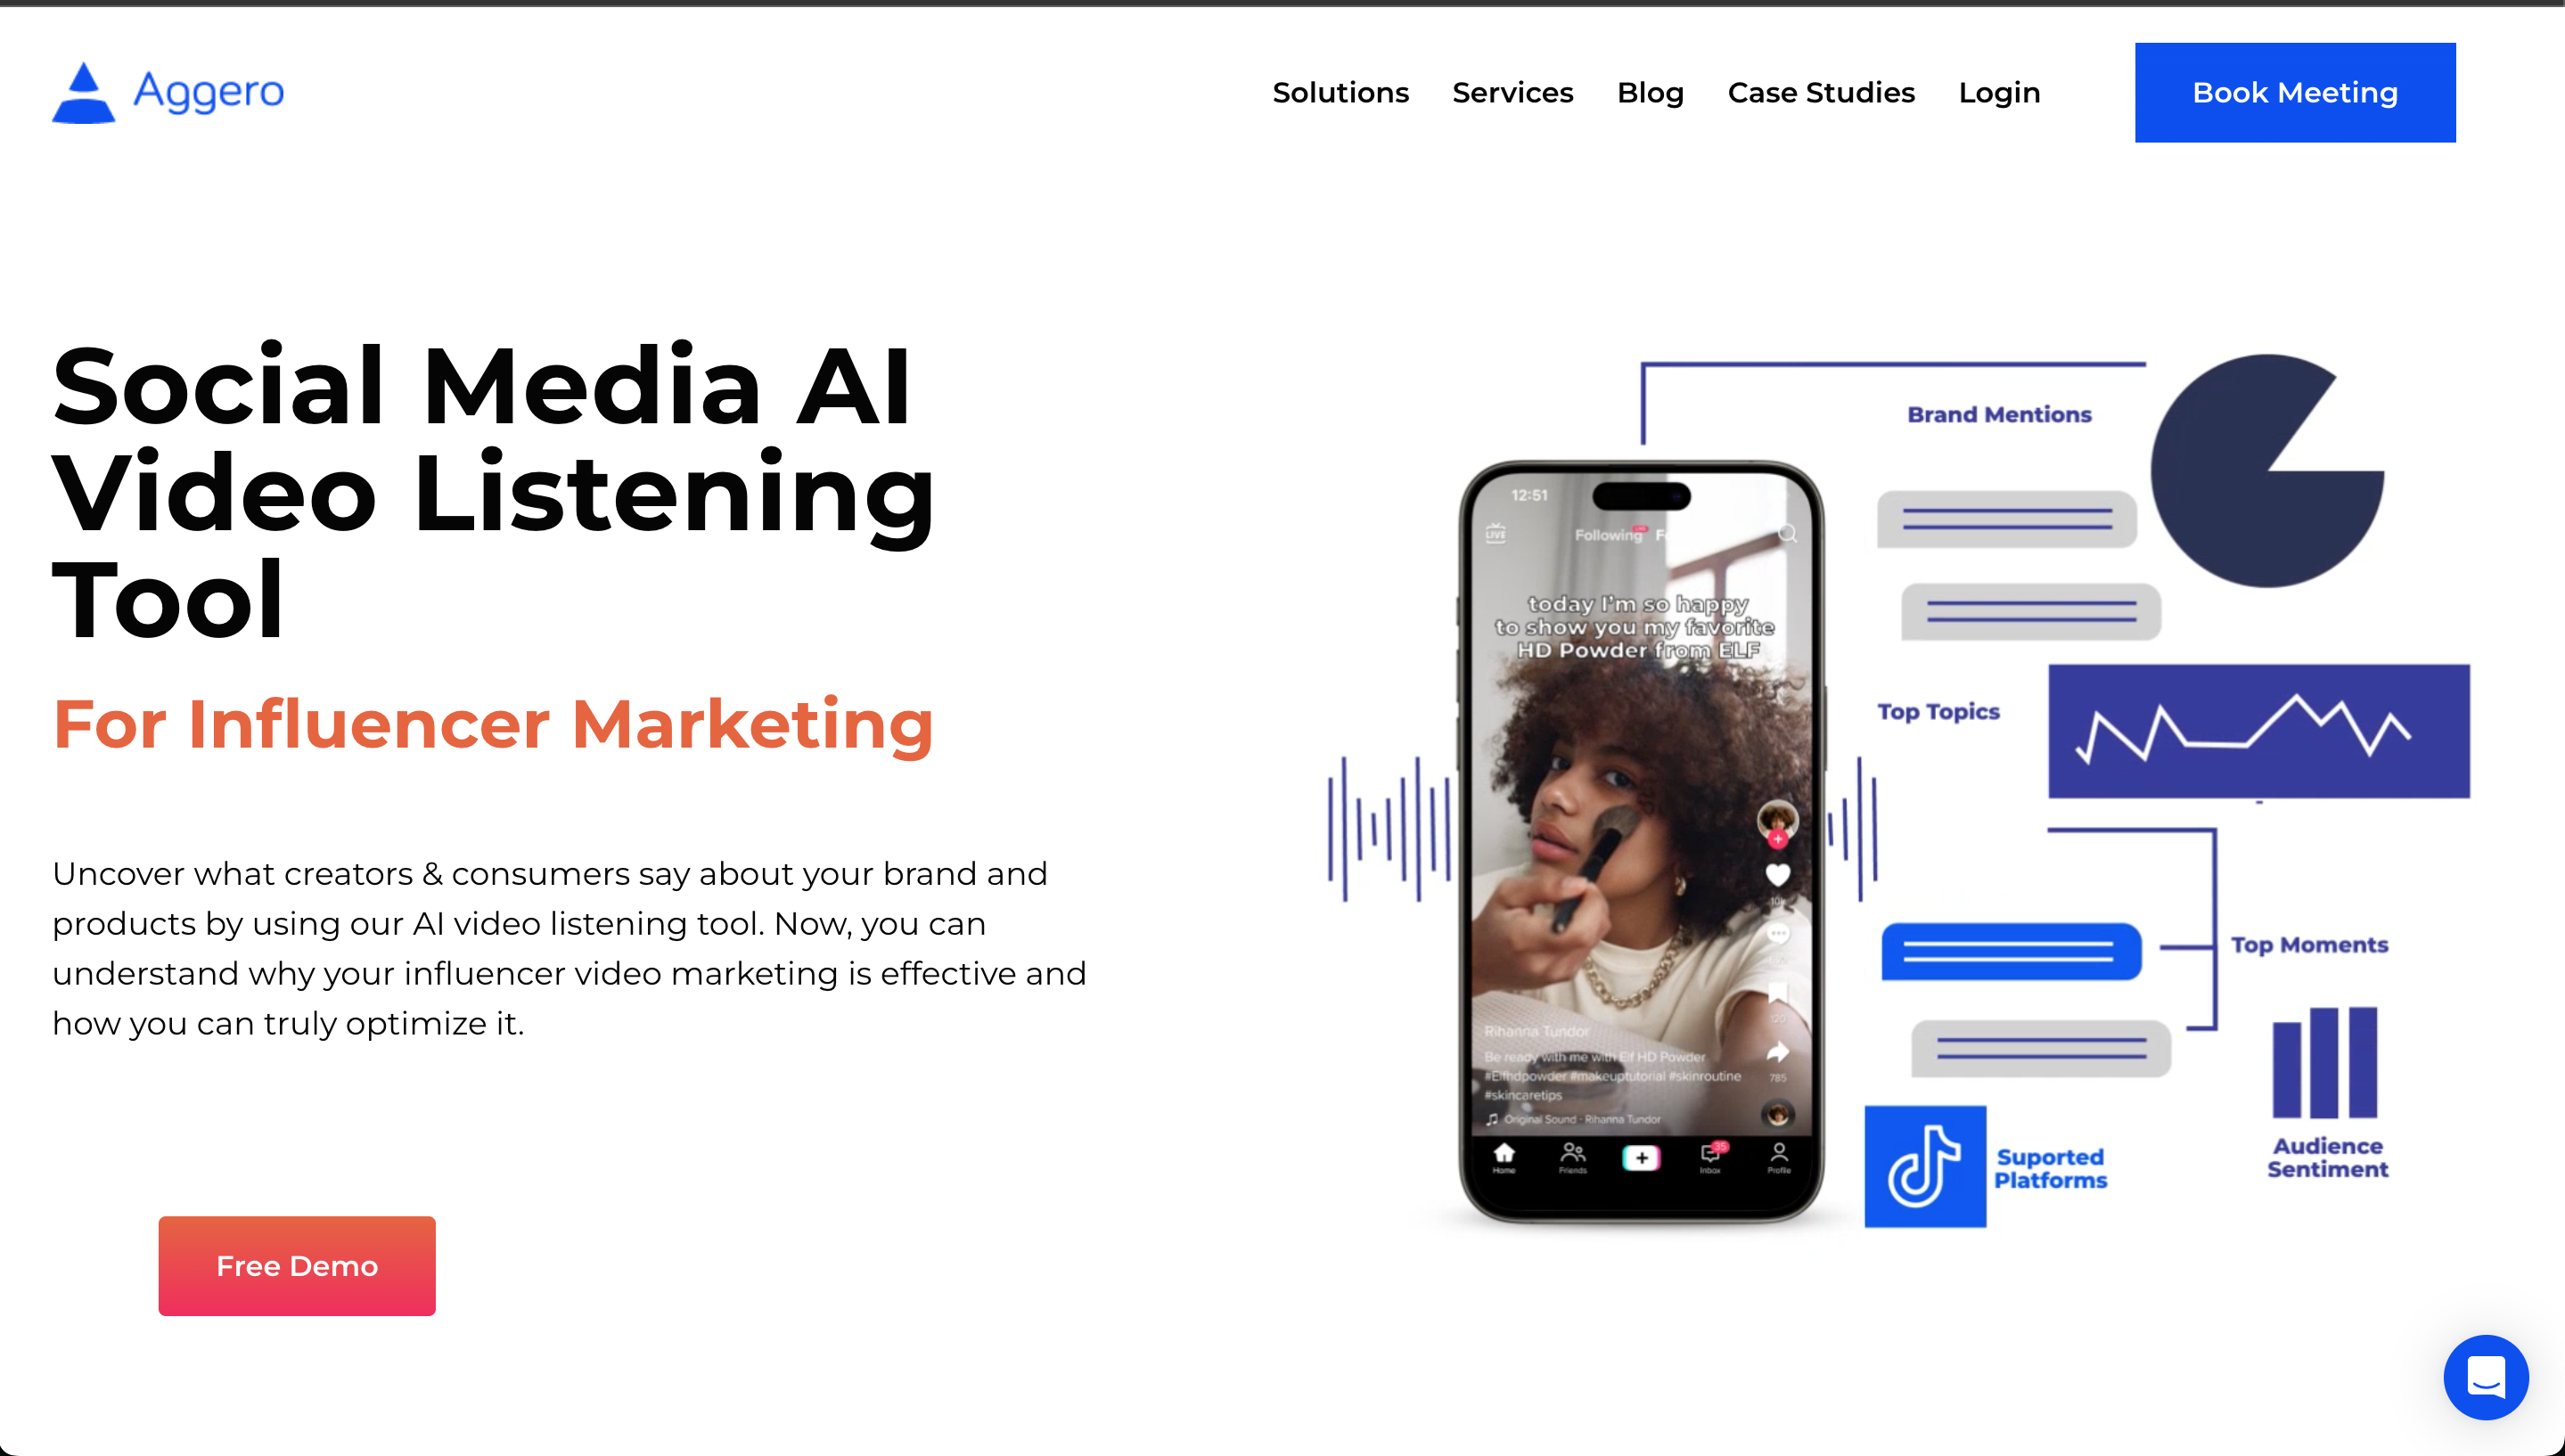 Aggero
Solutions
Services
Blog
Case Studies
Login
Book Meeting
Social Media AI
Video Listening
Tool
For Influencer Marketing
Uncover what creators & consumers say about your brand and
products by using our AI video listening tool. Now, you can
understand why your influencer video marketing is effective and
how you can truly optimize it.
Free Demo
Brand Mentions
12:51
LIVE
Following
today I'm so happy
to show you my favorite
HD Powder from ELF
Top Topics
Top Moments
Rihanna Tundor
Be ready with me with Elf HD Powder
#Elfhdpowder #makeuptutorial #skinroutine
#skincaretips
Original Sound - Rihanna Tundor
785
35
Home
Friends
Inbox
Profile
Suported
Platforms
Audience
Sentiment